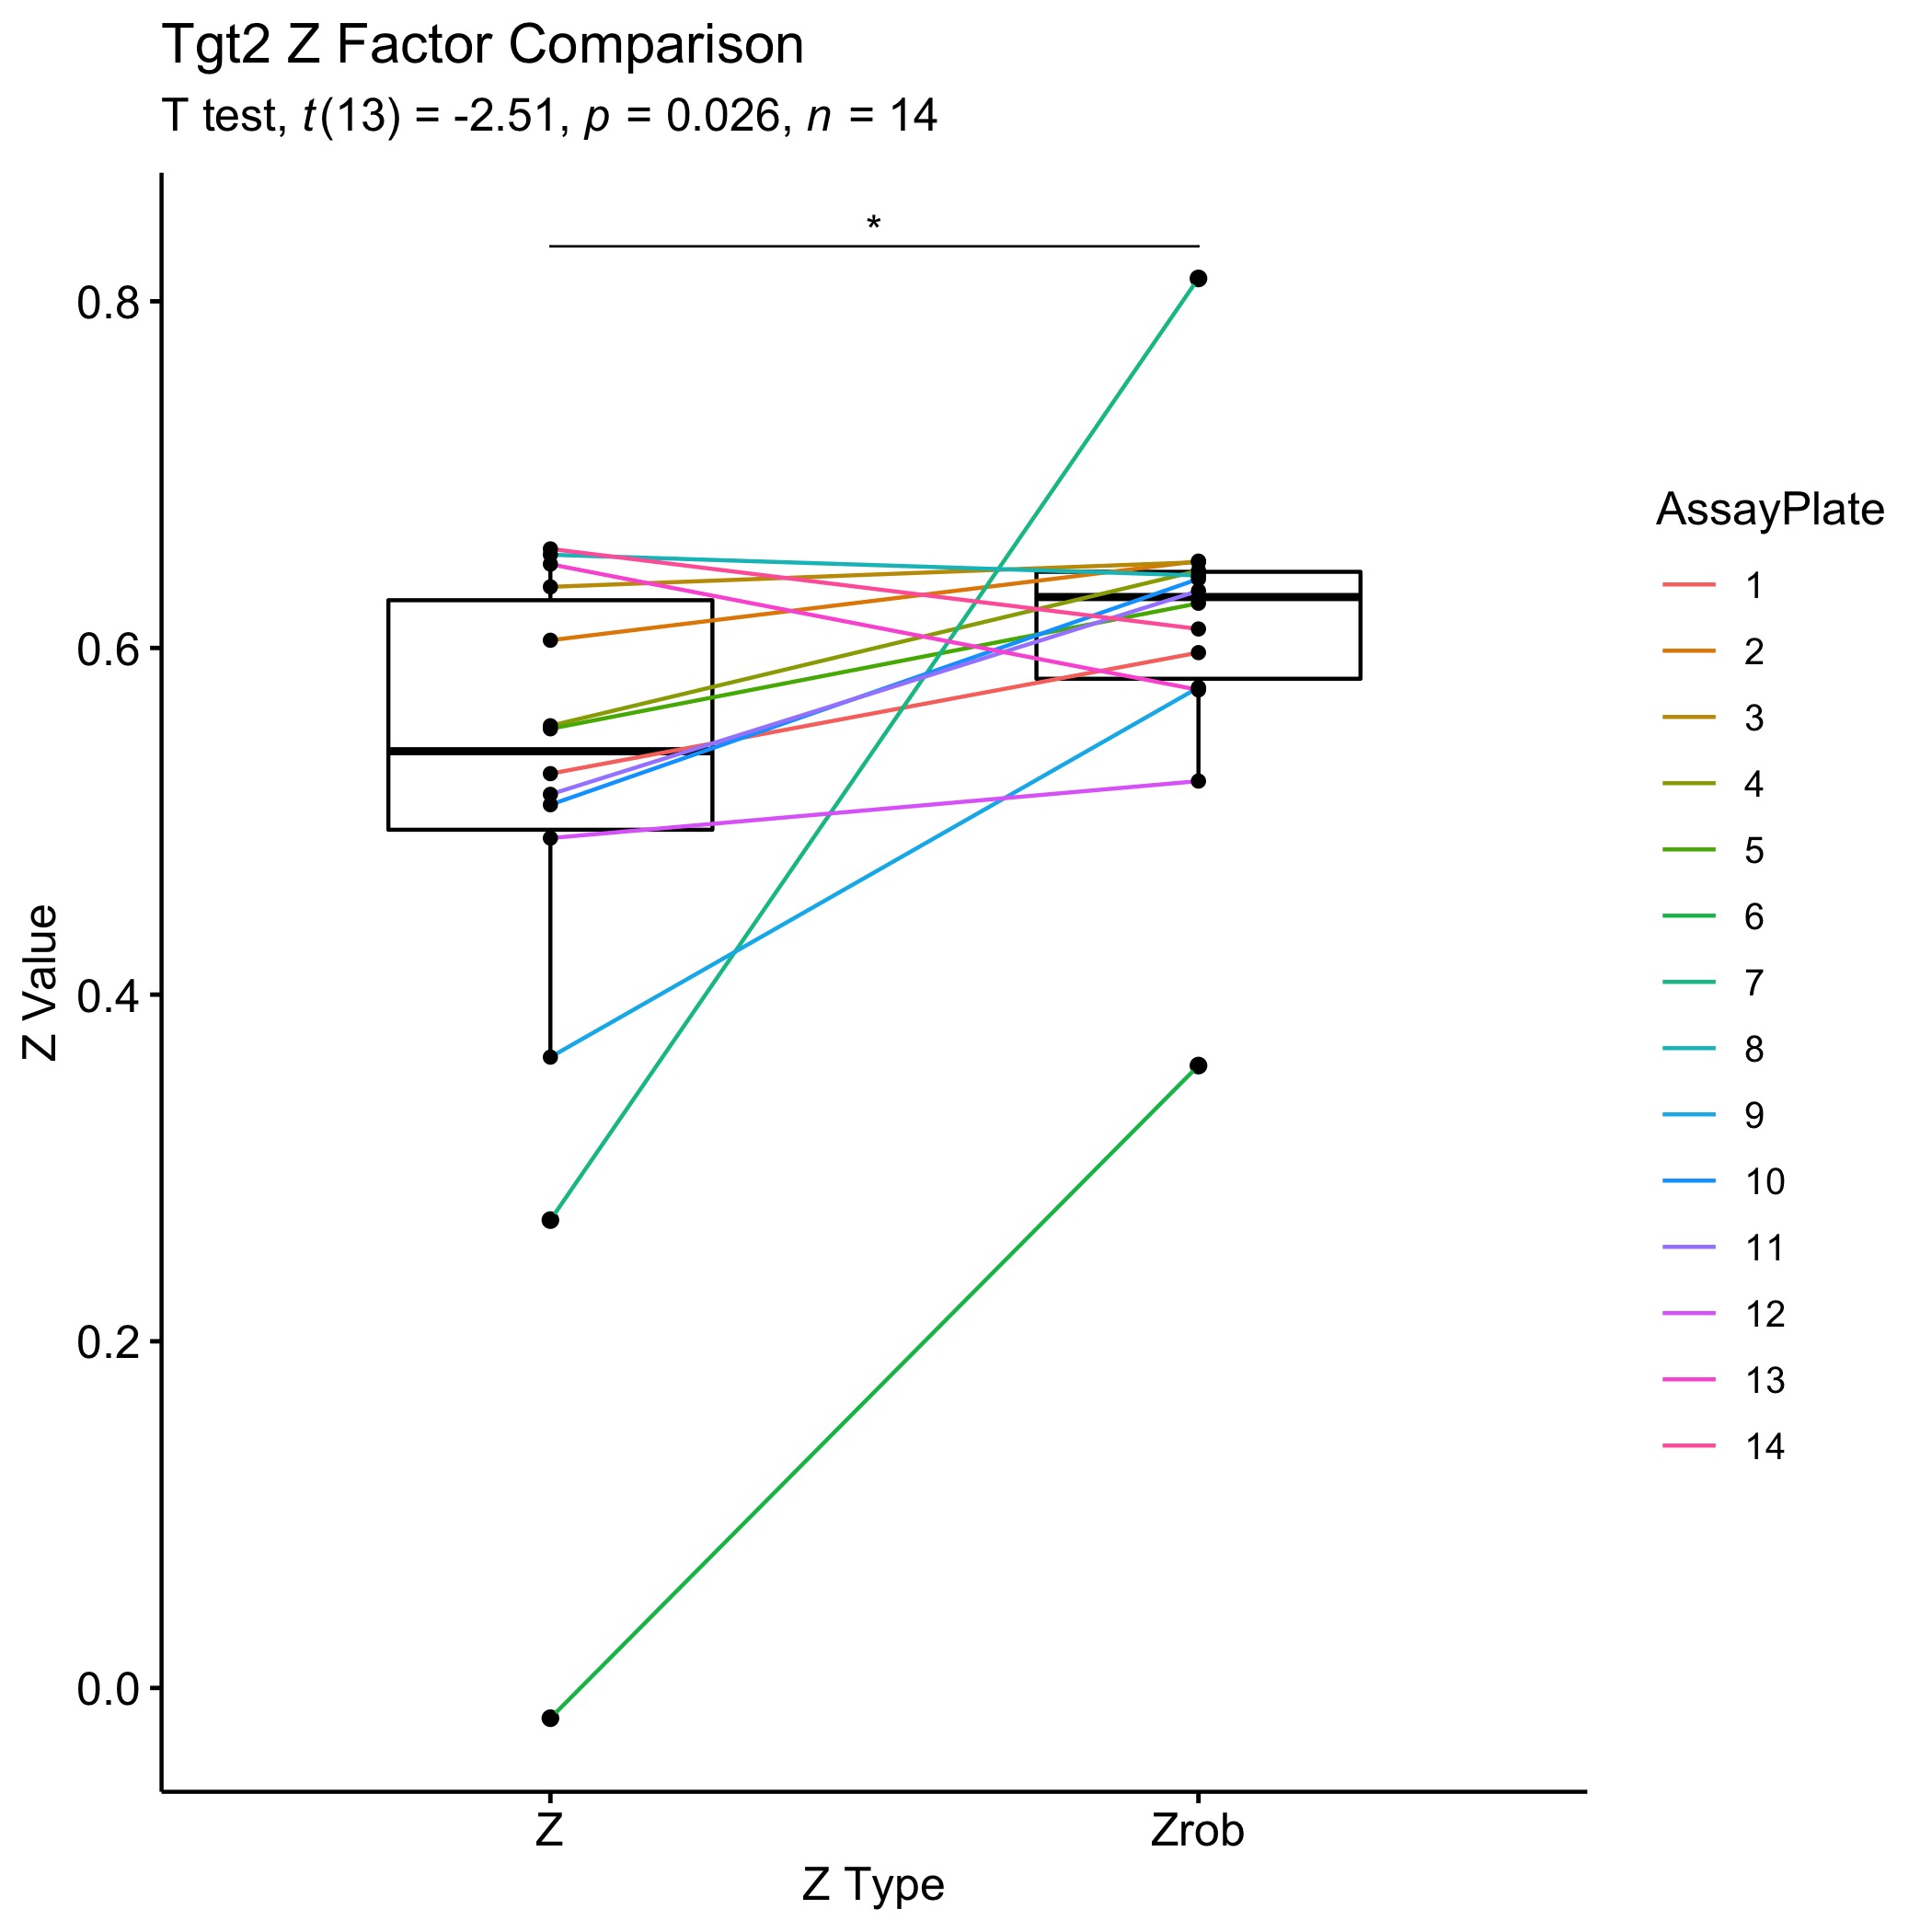 Tgt2 Z Factor Comparison
T test, t(13) = -2.51, p = 0.026, n = 14
*
0.8
0.6
0.4
0.2
0.0
Z Value
Z
Zrob
Z Type
AssayPlate
1
2
3
4
5
6
7
8
9
10
11
12
13
14